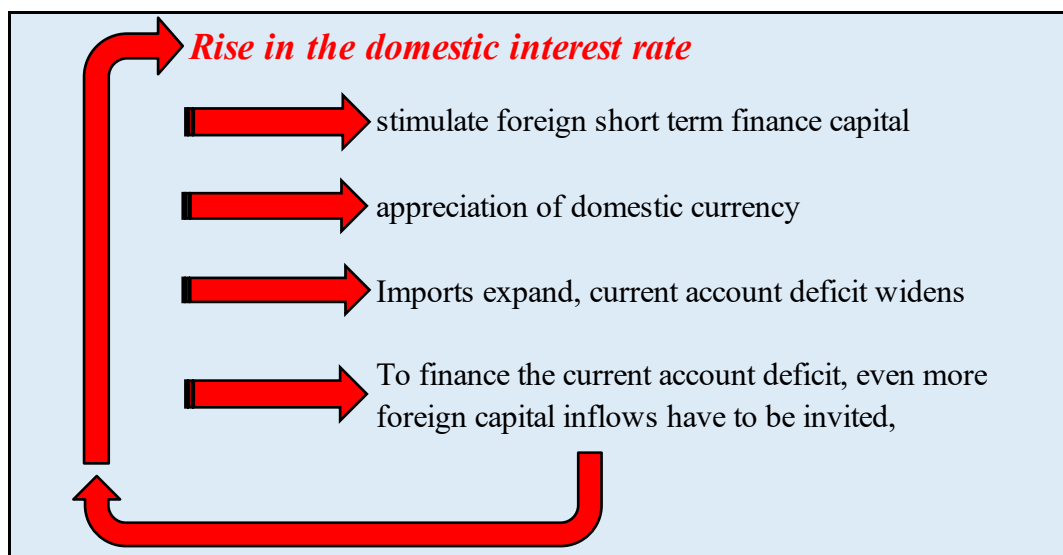 Rise in the domestic interest rate
stimulate foreign short term finance capital
appreciation of domestic currency
Imports expand, current account deficit widens
To finance the current account deficit, even more
foreign capital inflows have to be invited,